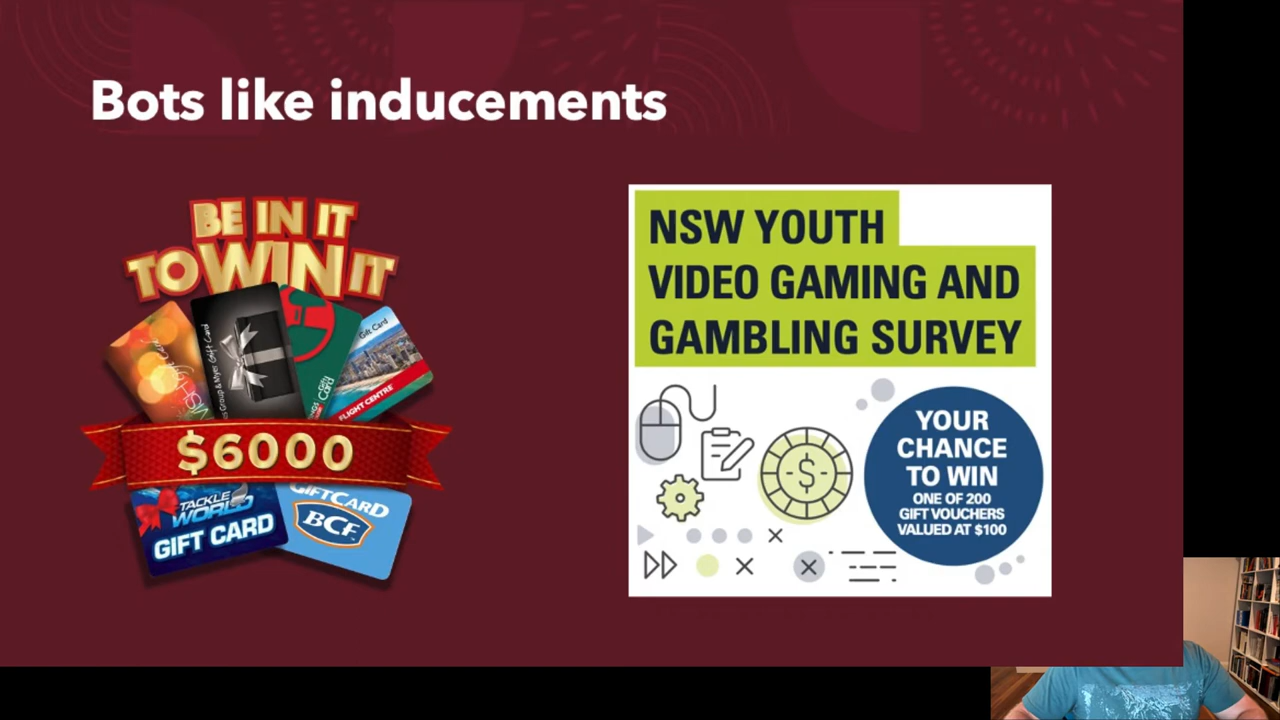 Bots like inducements
BE IN IT
TO WIN IT
Gift Card
FLIGHT CENTRE
$6000
TACKLE
WORLD
GIFT CARD
GIFTCARD
BCF
NSW YOUTH
VIDEO GAMING AND
GAMBLING SURVEY
YOUR
CHANCE
TO WIN
ONE OF 200
GIFT VOUCHERS
VALUED AT $100